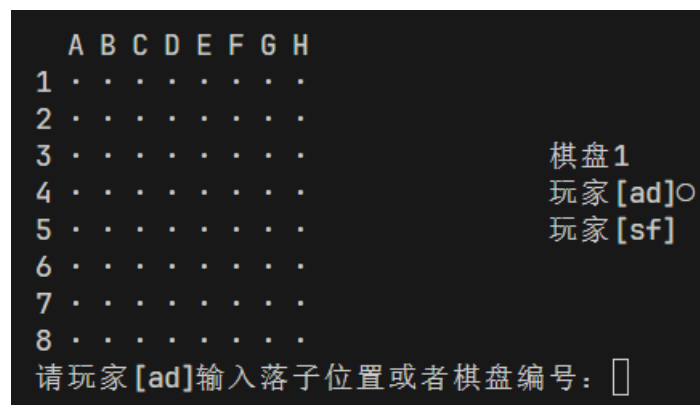 A B C D E F G H
1 · · · · · · · ·
2 · · · · · · · ·
3 · · · · · · · · 棋盘1
4 · · · · · · · · 玩家[ad]○
5 · · · · · · · · 玩家[sf]
6 · · · · · · · ·
7 · · · · · · · ·
8 · · · · · · · ·
请玩家[ad]输入落子位置或者棋盘编号：